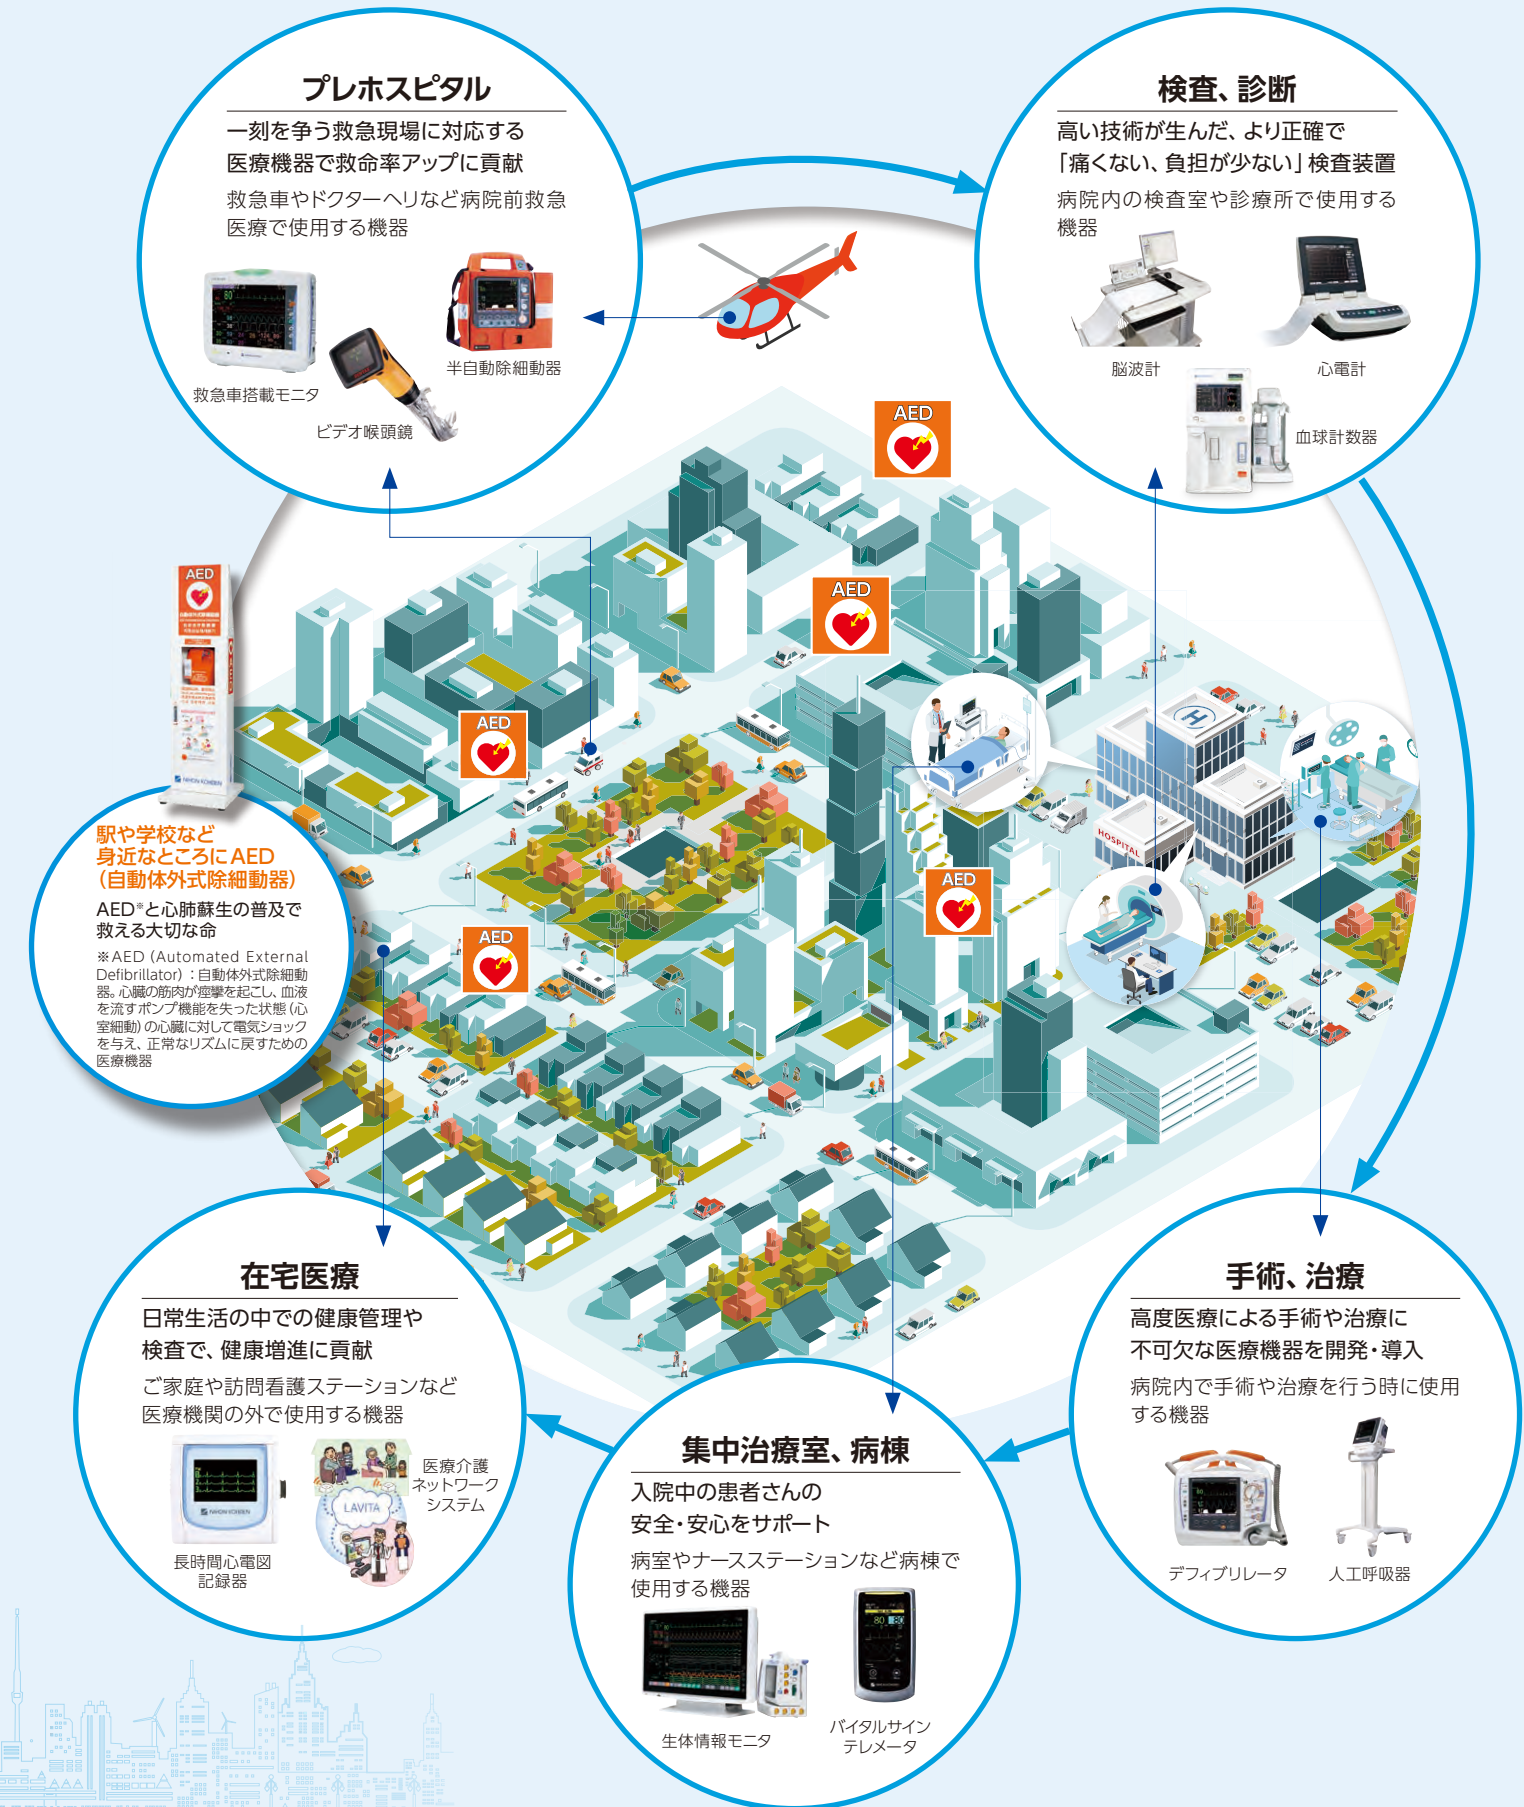 プレホスピタル
一刻を争う救急現場に対応する
医療機器で救命率アップに貢献
救急車やドクターヘリなど病院前救急
医療で使用する機器
救急車搭載モニタ
ビデオ喉頭鏡
半自動除細動器
検査、診断
高い技術が生んだ、より正確で
「痛くない、負担が少ない」検査装置
病院内の検査室や診療所で使用する
機器
脳波計
心電計
血球計数器
AED
AED
AED
AED
AED
AED
自動体外式除細動器
NIHON KOHDEN
H
HOSPITAL
駅や学校など
身近なところにAED
（自動体外式除細動器）
AED※と心肺蘇生の普及で
救える大切な命
※AED（Automated External
Defibrillator）：自動体外式除細動
器。心臓の筋肉が痙攣を起こし、血液
を流すポンプ機能を失った状態（心
室細動）の心臓に対して電気ショック
を与え、正常なリズムに戻すための
医療機器
在宅医療
日常生活の中での健康管理や
検査で、健康増進に貢献
ご家庭や訪問看護ステーションなど
医療機関の外で使用する機器
NIHON KOHDEN
長時間心電図
記録器
LAVITA
医療介護
ネットワーク
システム
集中治療室、病棟
入院中の患者さんの
安全・安心をサポート
病室やナースステーションなど病棟で
使用する機器
生体情報モニタ
80 80
バイタルサイン
テレメータ
手術、治療
高度医療による手術や治療に
不可欠な医療機器を開発・導入
病院内で手術や治療を行う時に使用
する機器
デフィブリレータ
人工呼吸器